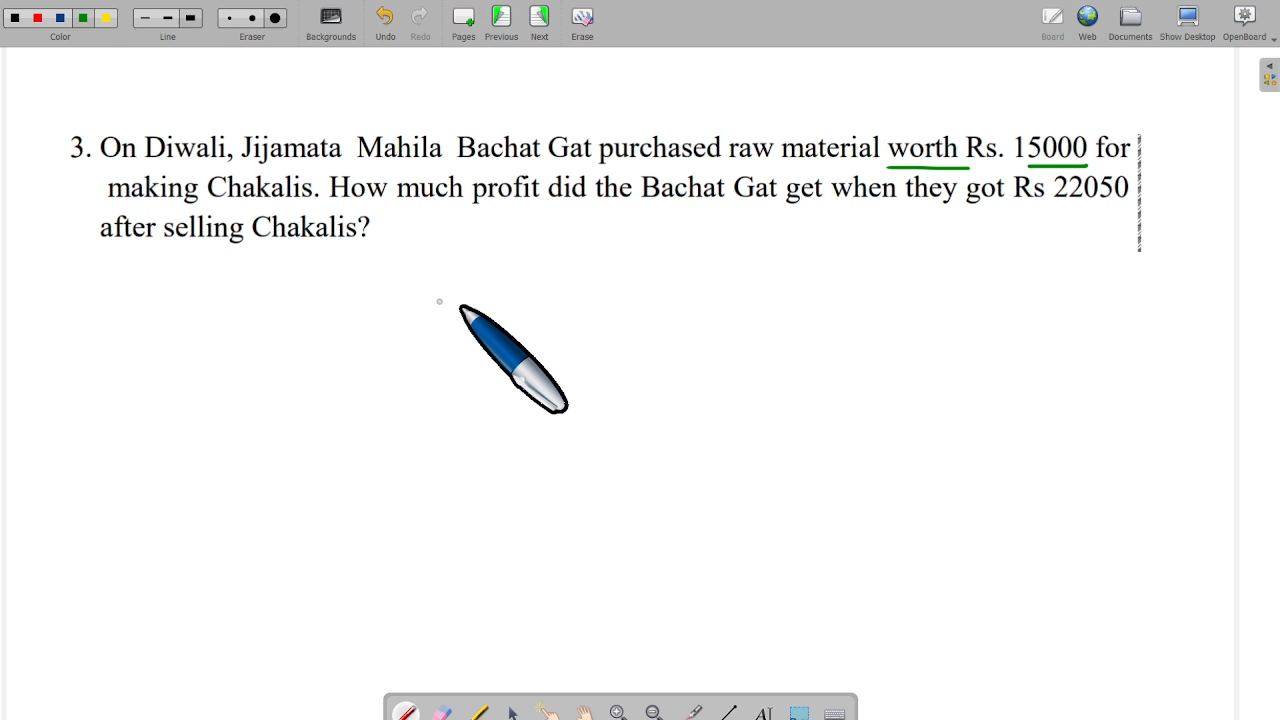 Color
Line
Eraser
Backgrounds
Undo
Redo
Pages
Previous
Next
Erase
Board
Web
Documents
Show Desktop
OpenBoard
3. On Diwali, Jijamata Mahila Bachat Gat purchased raw material worth Rs. 15000 for
making Chakalis. How much profit did the Bachat Gat get when they got Rs 22050
after selling Chakalis?